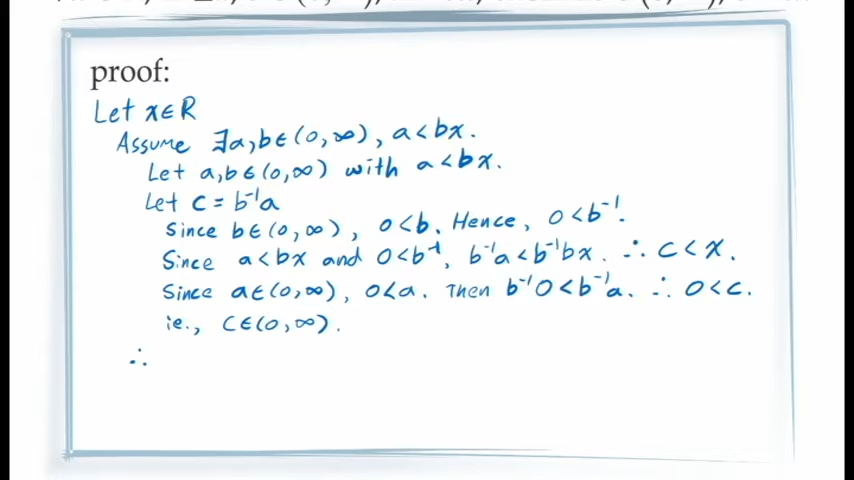 proof:
Let x∈R
Assume ∃a,b∈(0,∞), a<bx.
Let a,b∈(0,∞) with a<bx.
Let c = b⁻¹a
Since b∈(0,∞), 0<b. Hence, 0<b⁻¹.
Since a<bx and 0<b⁻¹, b⁻¹a<b⁻¹bx. ∴ c<x.
Since a∈(0,∞), 0<a. Then b⁻¹0<b⁻¹a. ∴ 0<c.
ie., c∈(0,∞).
∴